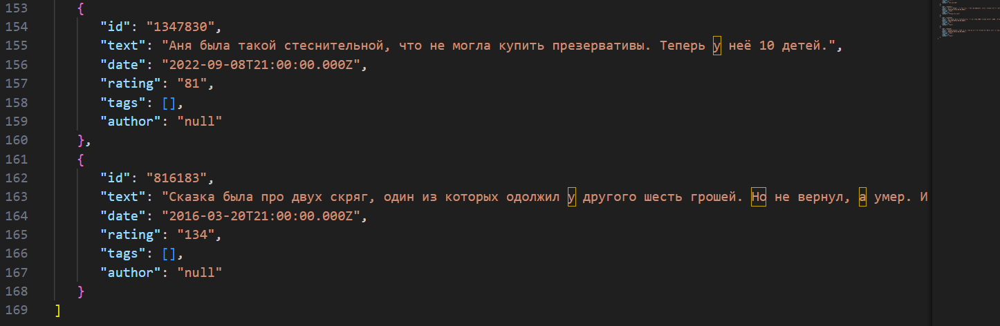 153 {
154 "id": "1347830",
155 "text": "Аня была такой стеснительной, что не могла купить презервативы. Теперь у неё 10 детей.",
156 "date": "2022-09-08T21:00:00.000Z",
157 "rating": "81",
158 "tags": [],
159 "author": "null"
160 },
161 {
162 "id": "816183",
163 "text": "Сказка была про двух скряг, один из которых одолжил у другого шесть грошей. Но не вернул, а умер. И
164 "date": "2016-03-20T21:00:00.000Z",
165 "rating": "134",
166 "tags": [],
167 "author": "null"
168 }
169 ]